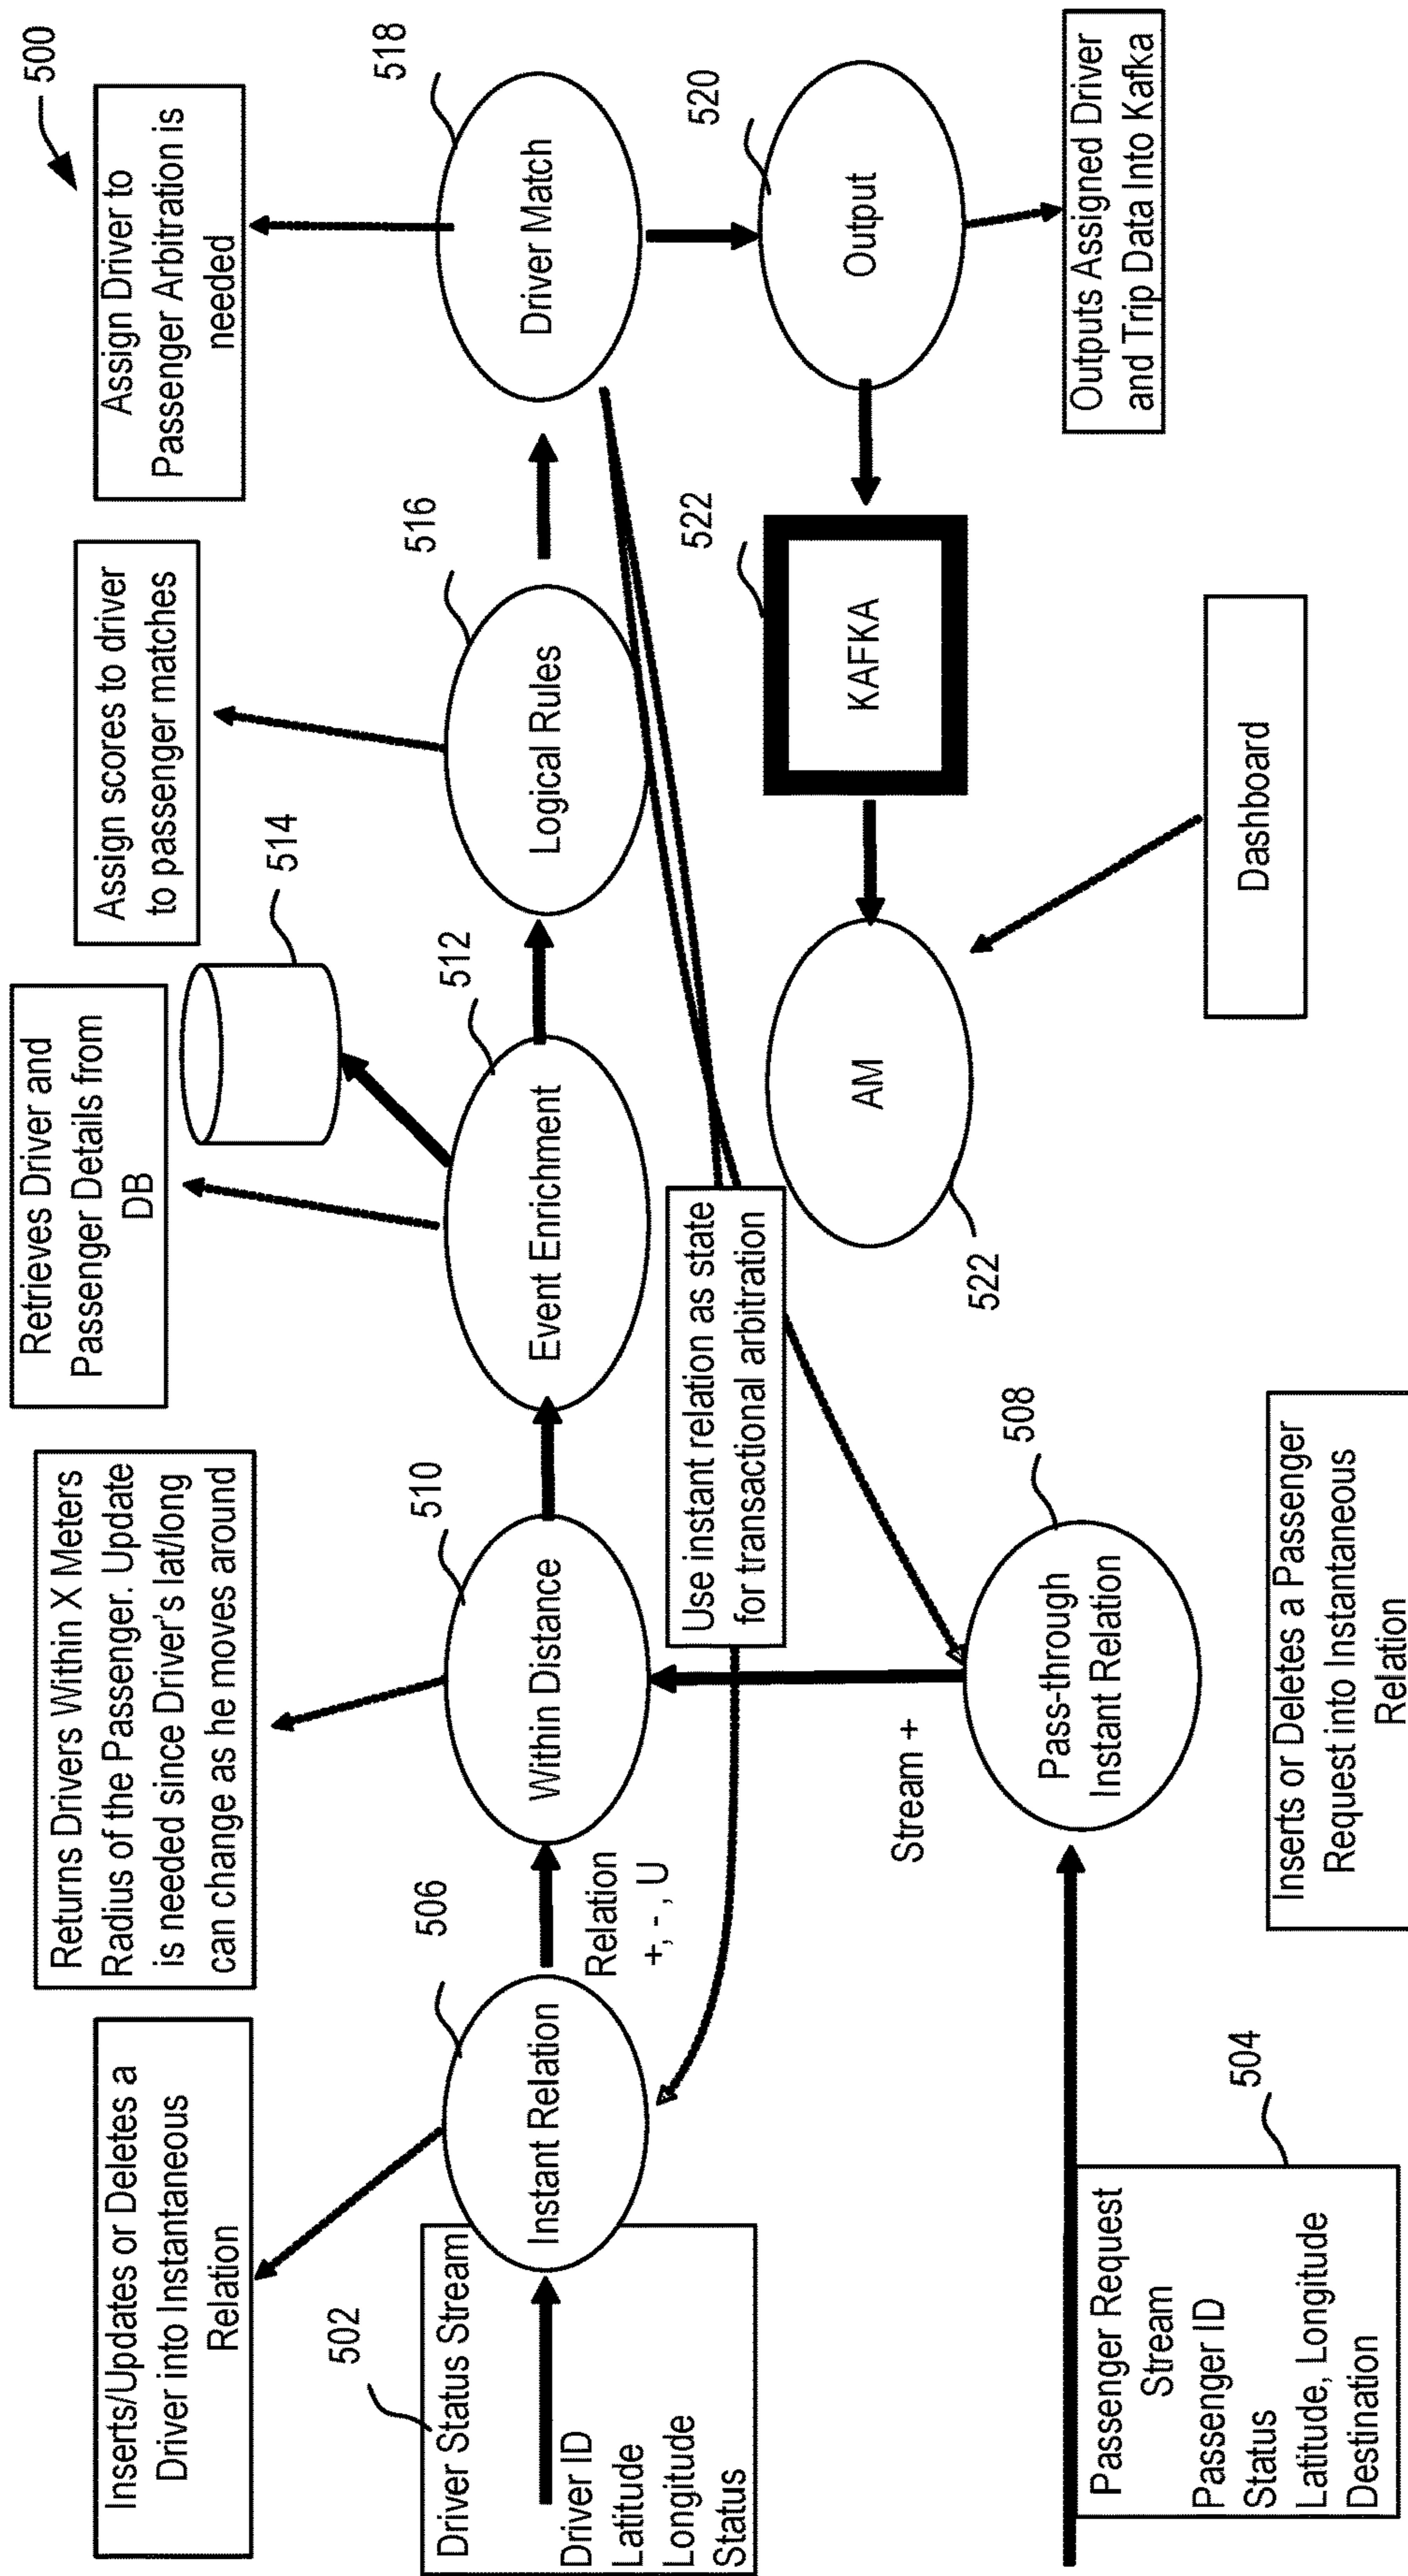 500
Inserts/Updates or Deletes a
Driver into Instantaneous
Relation
Returns Drivers Within X Meters
Radius of the Passenger. Update
is needed since Driver's lat/long
can change as he moves around
Retrieves Driver and
Passenger Details from
DB
Assign scores to driver
to passenger matches
Assign Driver to
Passenger Arbitration is
needed
502
506
510
512
514
516
518
Driver Status Stream
Driver ID
Latitude
Longitude
Status
Instant Relation
Relation
+, - , U
Within Distance
Event Enrichment
Logical Rules
Driver Match
Use instant relation as state
for transactional arbitration
Stream +
522
AM
522
KAFKA
520
Output
504
Passenger Request
Stream
Passenger ID
Status
Latitude, Longitude
Destination
508
Pass-through
Instant Relation
Inserts or Deletes a Passenger
Request into Instantaneous
Relation
Dashboard
Outputs Assigned Driver
and Trip Data Into Kafka